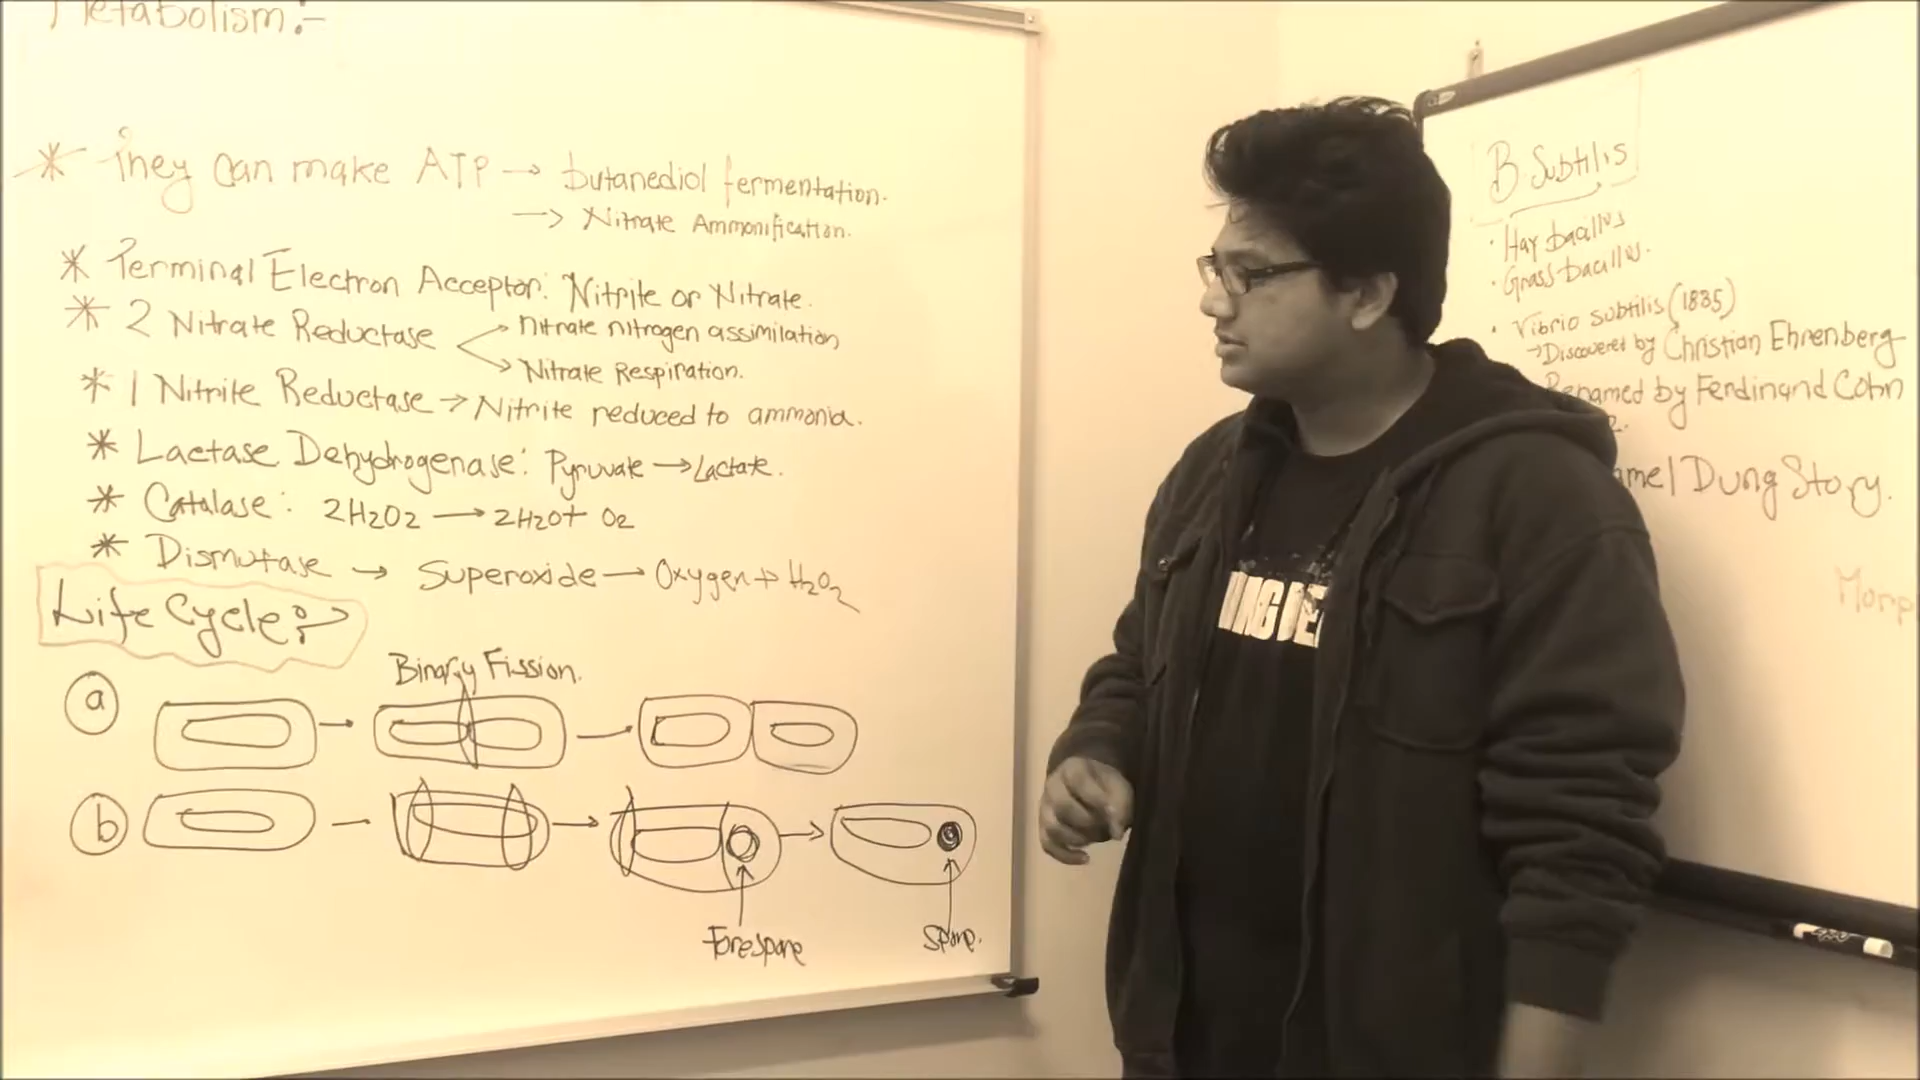 Metabolism:-
* They can make ATP → butanediol fermentation.
→ Nitrate Ammonification.
* Terminal Electron Acceptor: Nitrite or Nitrate.
* 2 Nitrate Reductase
Nitrate nitrogen assimilation
Nitrate Respiration.
* 1 Nitrite Reductase → Nitrite reduced to ammonia.
* Lactase Dehydrogenase: Pyruvate → Lactate.
* Catalase: 2H2O2 → 2H2O + O2
* Dismutase → Superoxide → Oxygen + H2O2
Life Cycle:
Binary Fission.
a
b
Forespore
Spore.
B. Subtilis
• Hay bacillus
• Grass bacillus.
• Vibrio subtilis (1835)
→ Discovered by Christian Ehrenberg
Renamed by Ferdinand Cohn
2.
amel Dung Story.
Morp